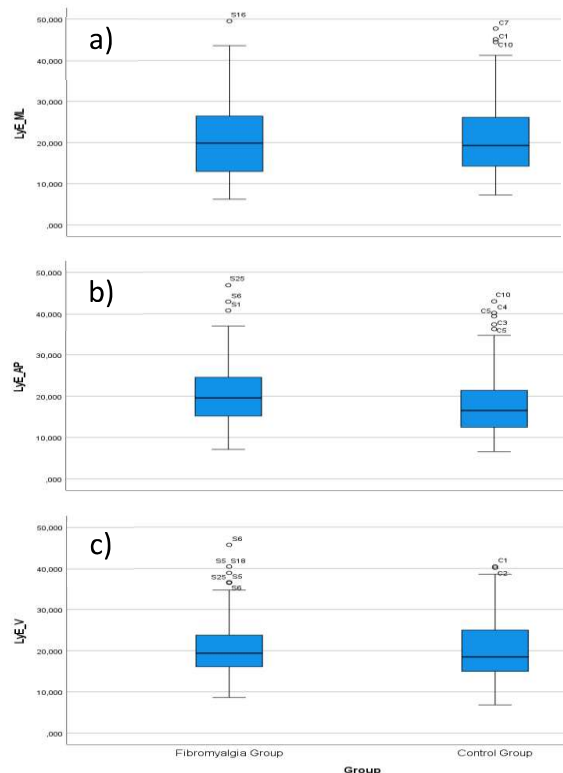 a)
50,000
40,000
30,000
20,000
10,000
,000
LyE_ML
S16
C7
C1
C10
b)
50,000
40,000
30,000
20,000
10,000
,000
LyE_AP
S25
S6
S1
C10
C5 C4
C3
C5
c)
50,000
40,000
30,000
20,000
10,000
,000
LyE_V
S6
S5 S18
S25 S5
S6
C1
C2
Fibromyalgia Group Control Group
Group